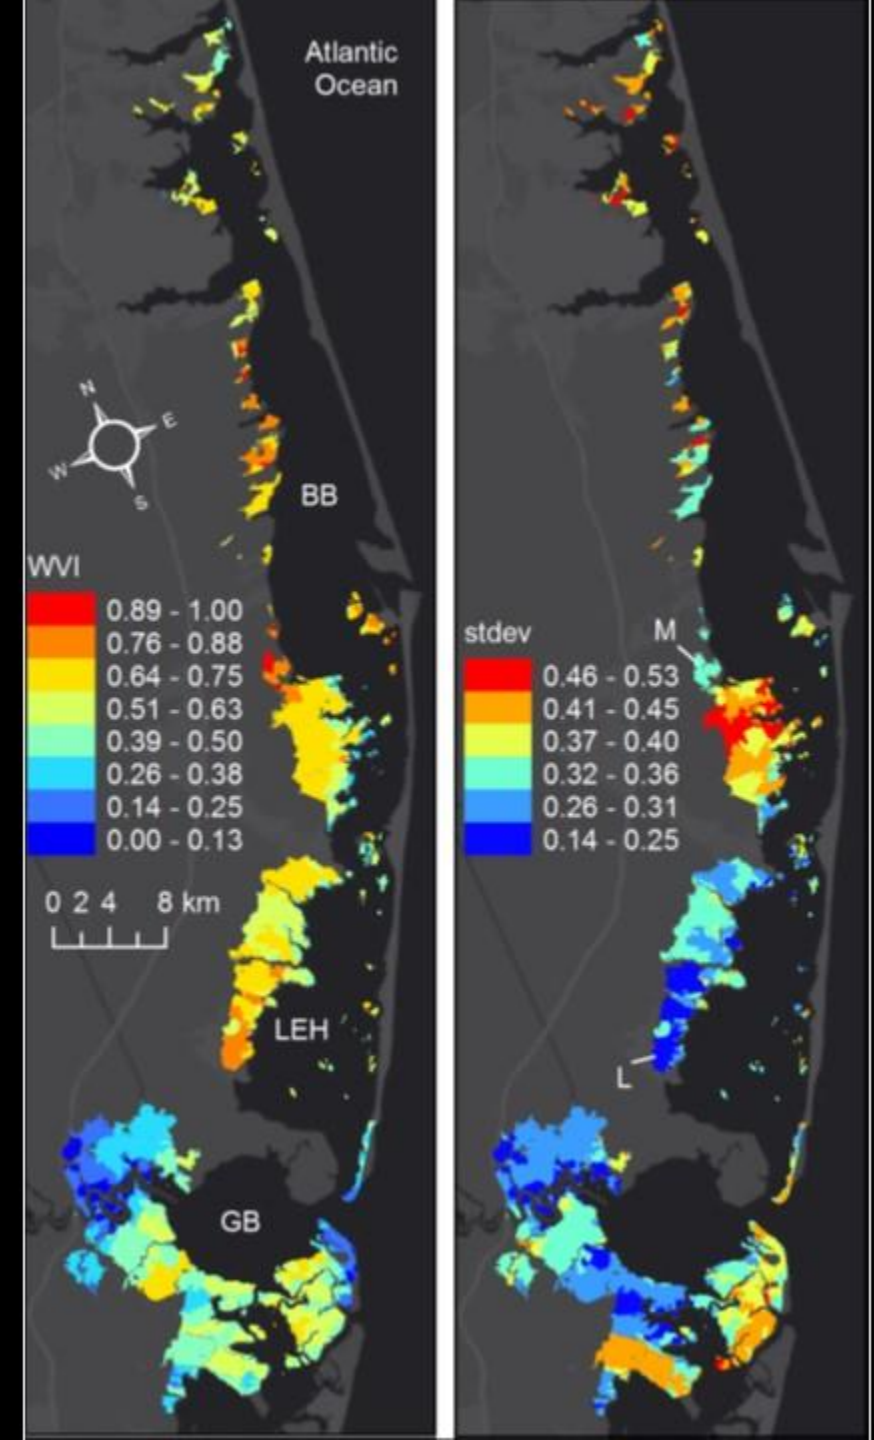 Atlantic
Ocean
N
E
W
S
BB
WVI
0.89 - 1.00
0.76 - 0.88
0.64 - 0.75
0.51 - 0.63
0.39 - 0.50
0.26 - 0.38
0.14 - 0.25
0.00 - 0.13
0 2 4 8 km
LEH
GB
M
stdev
0.46 - 0.53
0.41 - 0.45
0.37 - 0.40
0.32 - 0.36
0.26 - 0.31
0.14 - 0.25
L